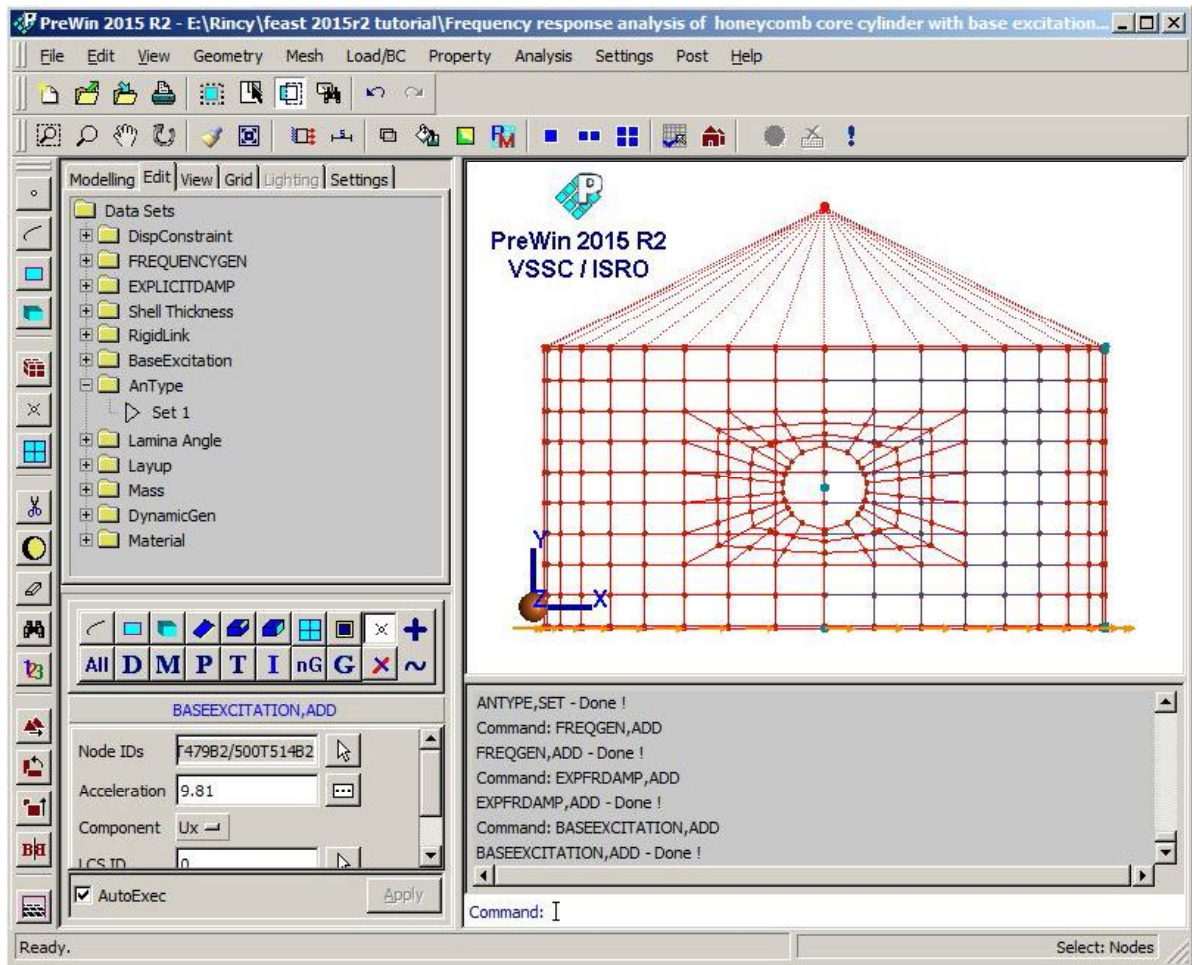 PreWin 2015 R2 - E:\Rincy\feast 2015r2 tutorial\Frequency response analysis of honeycomb core cylinder with base excitation...
File Edit View Geometry Mesh Load/BC Property Analysis Settings Post Help
Modelling Edit View Grid Lighting Settings
Data Sets
DispConstraint
FREQUENCYGEN
EXPLICITDAMP
Shell Thickness
RigidLink
BaseExcitation
AnType
Set 1
Lamina Angle
Layup
Mass
DynamicGen
Material
All D M P T I nG G
BASEEXCITATION,ADD
Node IDs T479B2/500T514B2
Acceleration 9.81
Component Ux
LCS ID 0
AutoExec Apply
PreWin 2015 R2
VSSC / ISRO
Y
Z X
ANTYPE,SET - Done !
Command: FREQGEN,ADD
FREQGEN,ADD - Done !
Command: EXPFRDAMP,ADD
EXPFRDAMP,ADD - Done !
Command: BASEEXCITATION,ADD
BASEEXCITATION,ADD - Done !
Command:
Ready. Select: Nodes